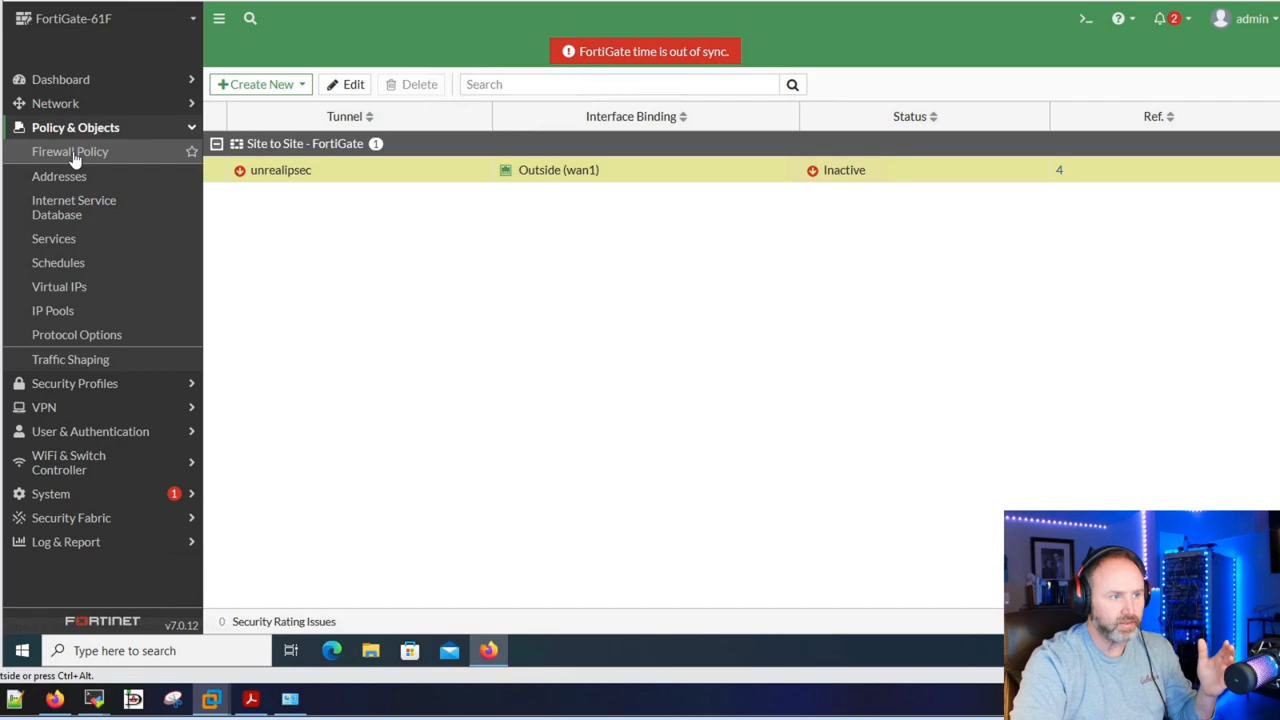 FortiGate-61F
admin
2
FortiGate time is out of sync.
Create New
Edit
Delete
Search
Dashboard
Network
Policy & Objects
Firewall Policy
Addresses
Internet Service
Database
Services
Schedules
Virtual IPs
IP Pools
Protocol Options
Traffic Shaping
Security Profiles
VPN
User & Authentication
WiFi & Switch
Controller
System
1
Security Fabric
Log & Report
FORTINET
v7.0.12
Tunnel
Interface Binding
Status
Ref.
Site to Site - FortiGate
1
unrealipsec
Outside (wan1)
Inactive
4
0
Security Rating Issues
Type here to search
tside or press Ctrl+Alt.